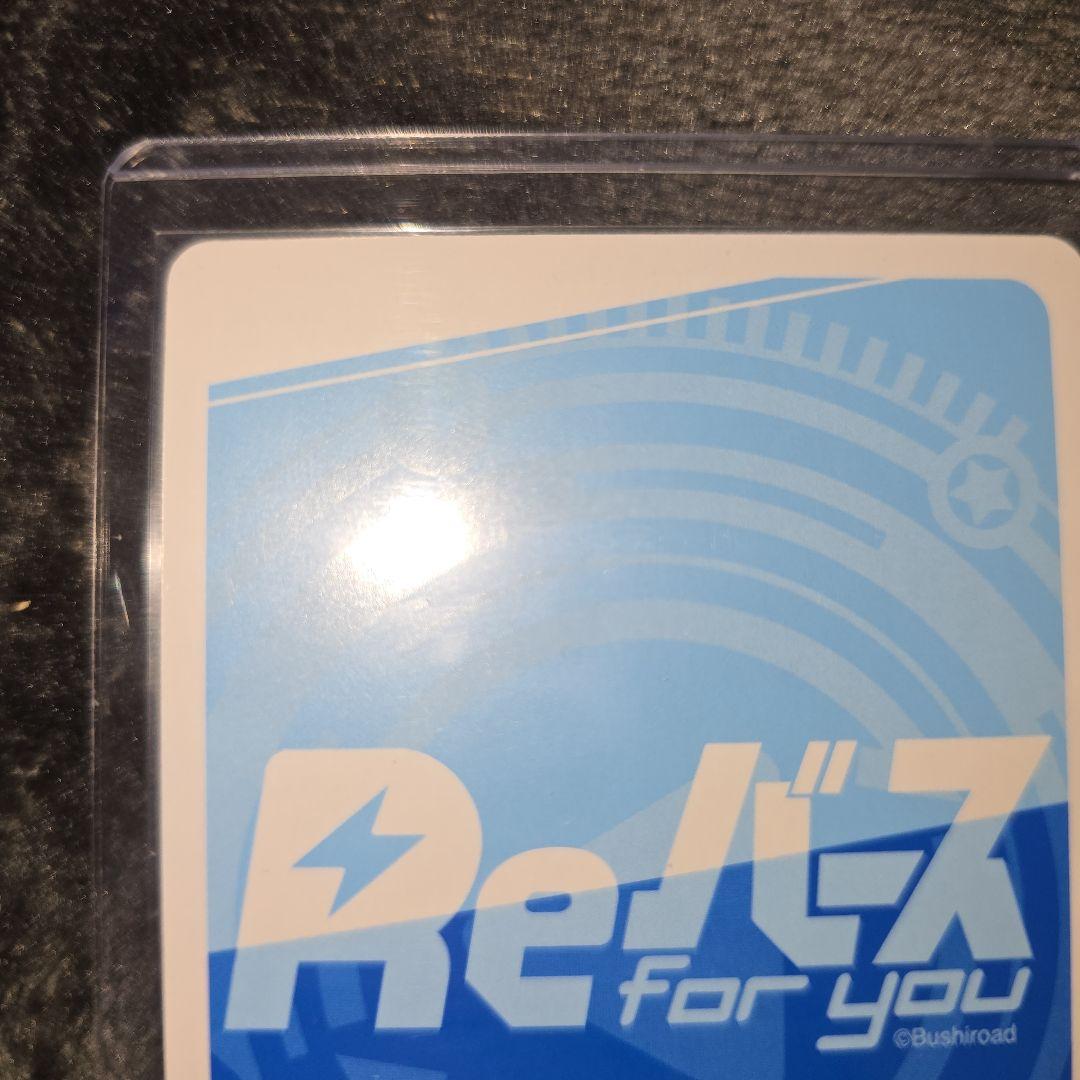 Reバース
for you
©Bushiroad